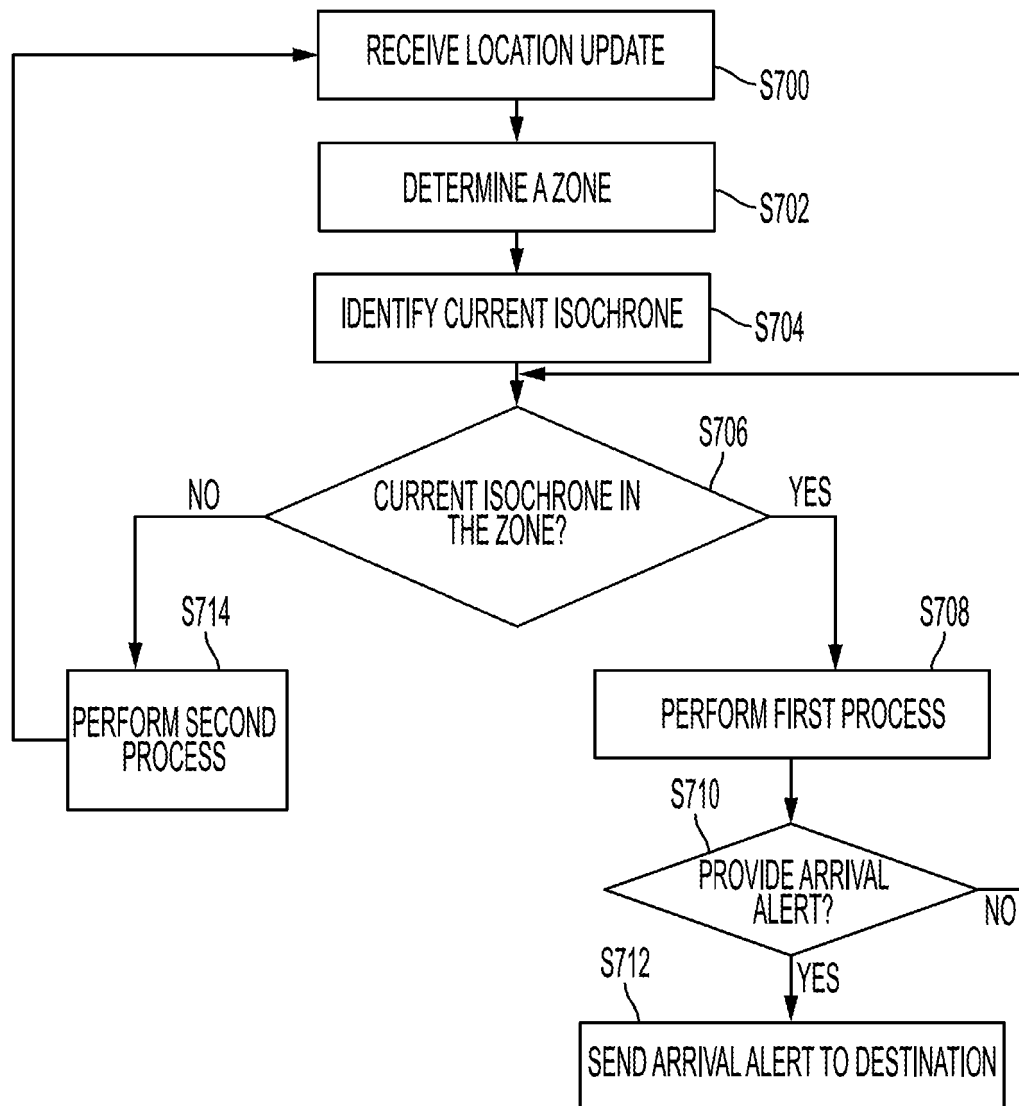 RECEIVE LOCATION UPDATE
S700
DETERMINE A ZONE
S702
IDENTIFY CURRENT ISOCHRONE
S704
S706
CURRENT ISOCHRONE IN
THE ZONE?
NO
YES
S714
PERFORM SECOND
PROCESS
S708
PERFORM FIRST PROCESS
S710
PROVIDE ARRIVAL
ALERT?
NO
YES
S712
SEND ARRIVAL ALERT TO DESTINATION